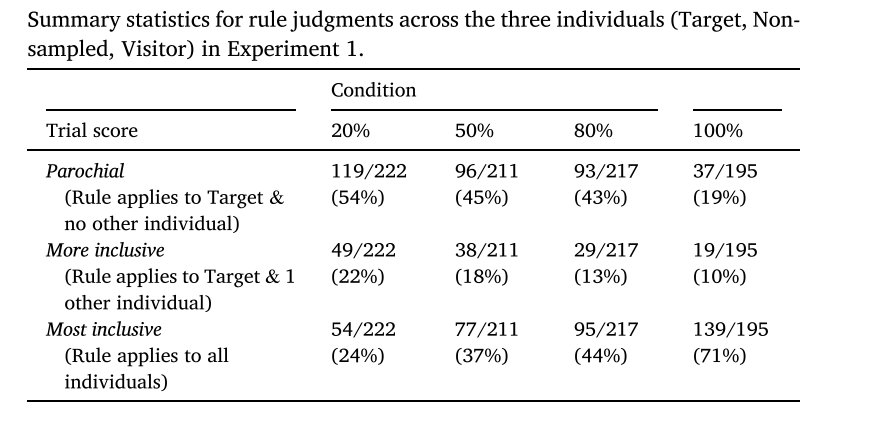 Summary statistics for rule judgments across the three individuals (Target, Non-
sampled, Visitor) in Experiment 1.
Condition
Trial score 20% 50% 80% 100%
Parochial 119/222 96/211 93/217 37/195
(Rule applies to Target & (54%) (45%) (43%) (19%)
no other individual)
More inclusive 49/222 38/211 29/217 19/195
(Rule applies to Target & 1 (22%) (18%) (13%) (10%)
other individual)
Most inclusive 54/222 77/211 95/217 139/195
(Rule applies to all (24%) (37%) (44%) (71%)
individuals)